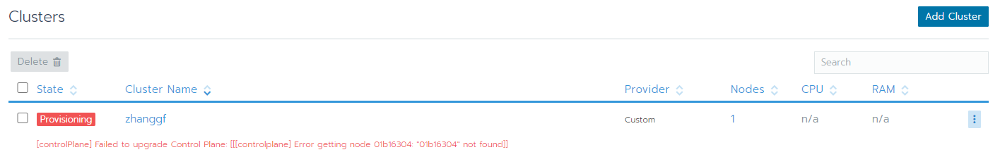 Clusters
Add Cluster
Delete
Search
State Cluster Name Provider Nodes CPU RAM
Provisioning zhanggf Custom 1 n/a n/a
[controlPlane] Failed to upgrade Control Plane: [[[controlplane] Error getting node 01b16304: "01b16304" not found]]